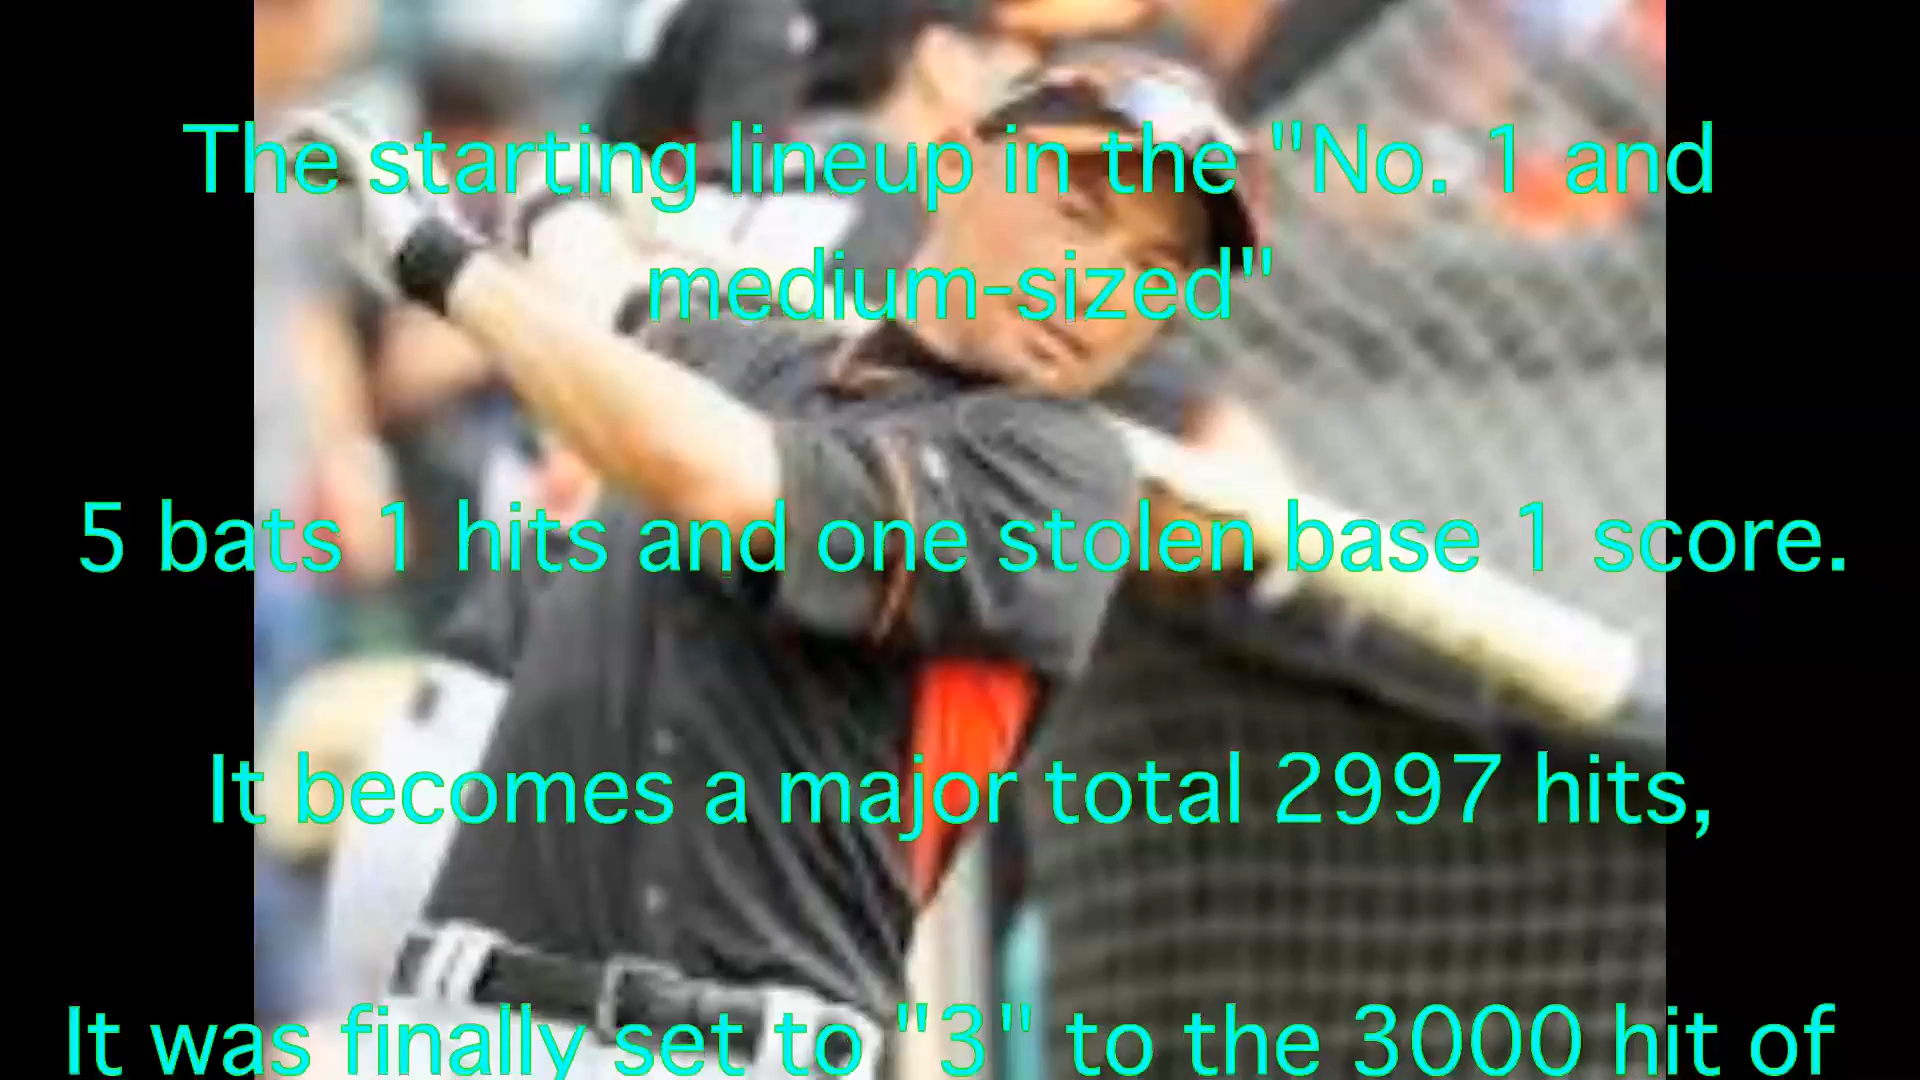 The starting lineup in the "No. 1 and
medium-sized"
5 bats 1 hits and one stolen base 1 score.
It becomes a major total 2997 hits,
It was finally set to "3" to the 3000 hit of